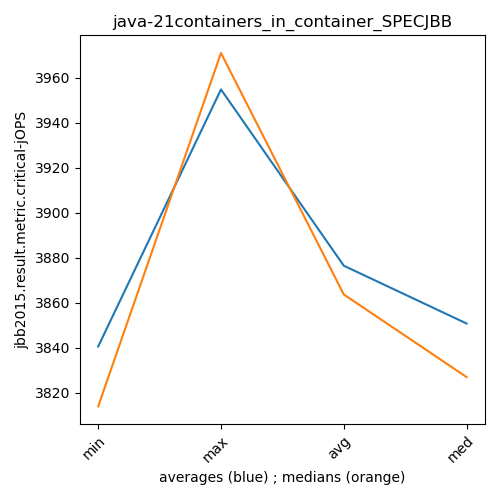 java-21containers_in_container_SPECJBB
jbb2015.result.metric.critical-jOPS
3960
3940
3920
3900
3880
3860
3840
3820
min
max
avg
med
averages (blue) ; medians (orange)